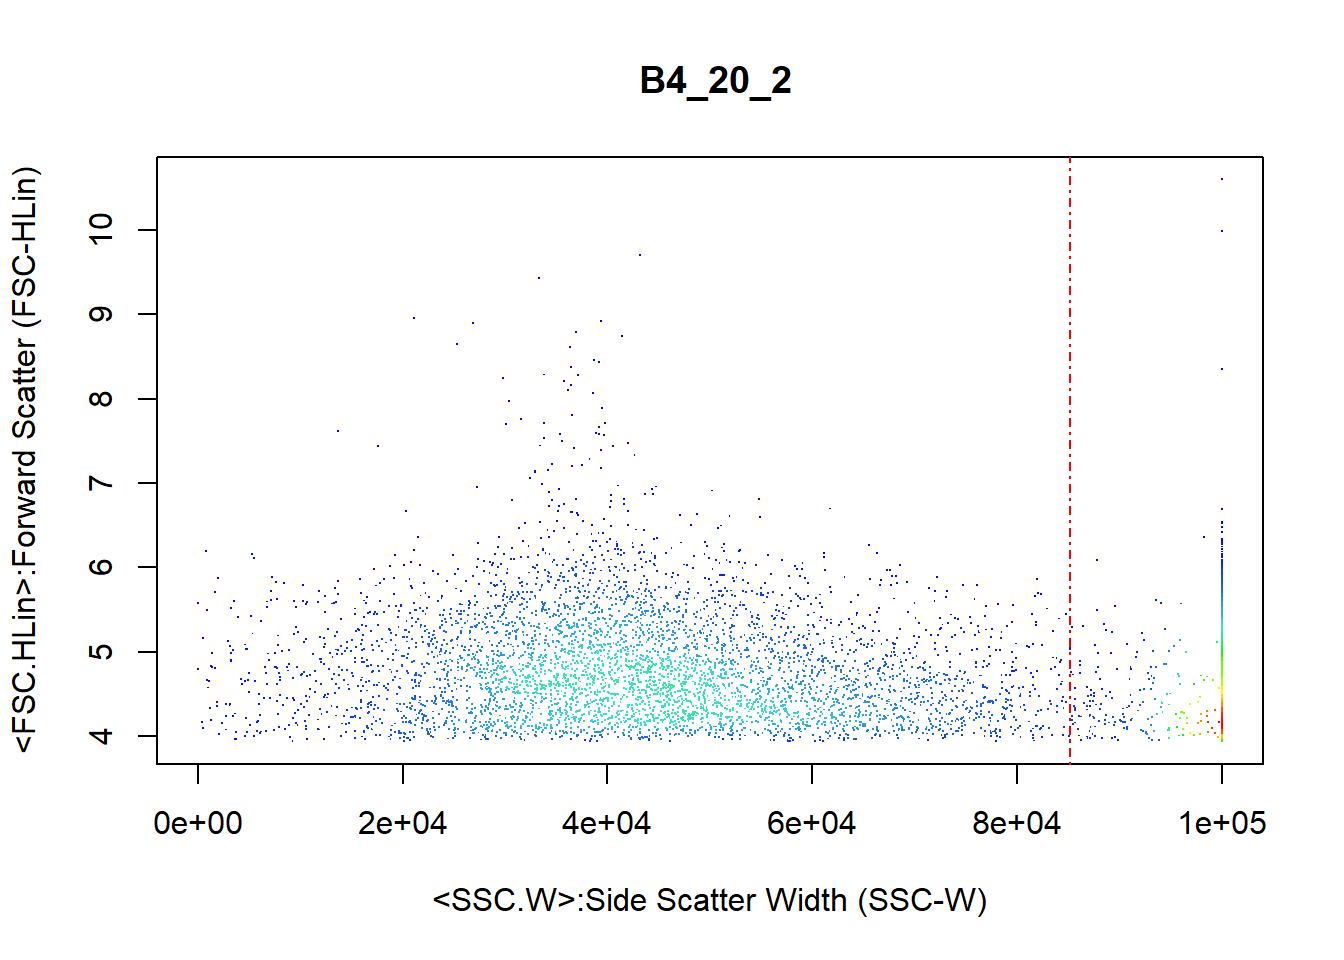 B4_20_2
<FSC.HLin>:Forward Scatter (FSC-HLin)
10
9
8
7
6
5
4
0e+00 2e+04 4e+04 6e+04 8e+04 1e+05
<SSC.W>:Side Scatter Width (SSC-W)